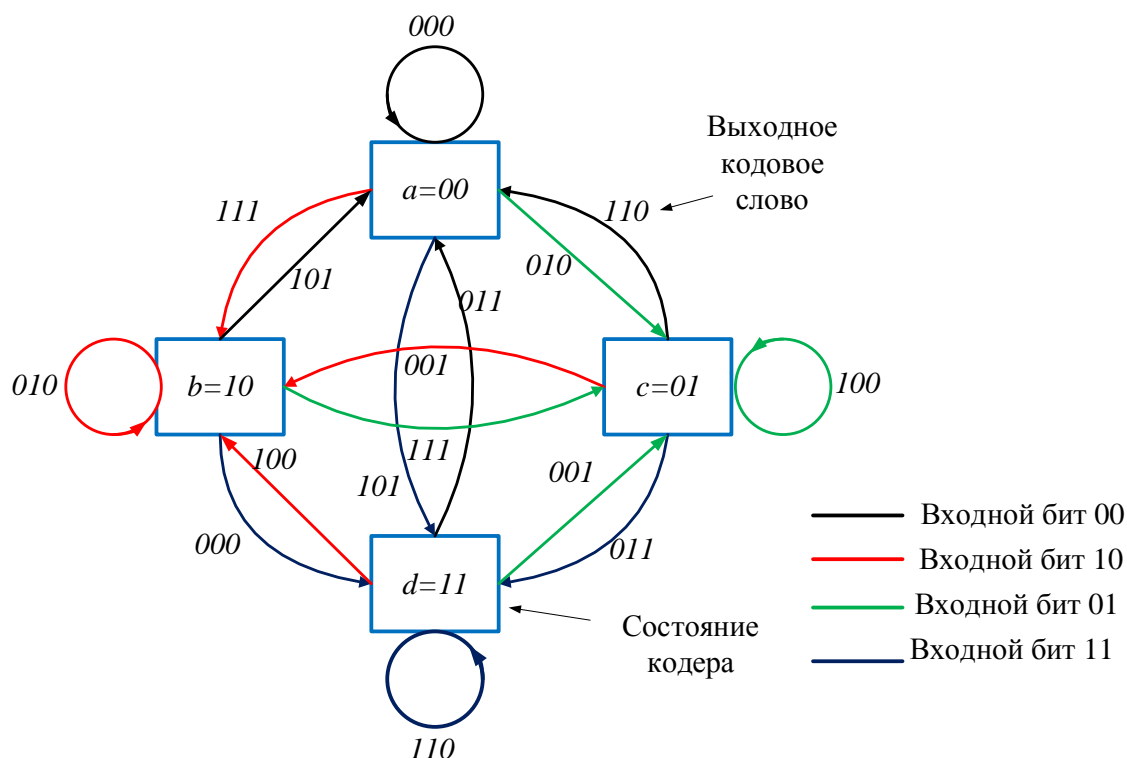 000
Выходное
кодовое
слово
a=00
111
110
101
010
011
001
b=10
c=01
010
100
100
111
001
101
000
011
d=11
Состояние
кодера
110
Входной бит 00
Входной бит 10
Входной бит 01
Входной бит 11